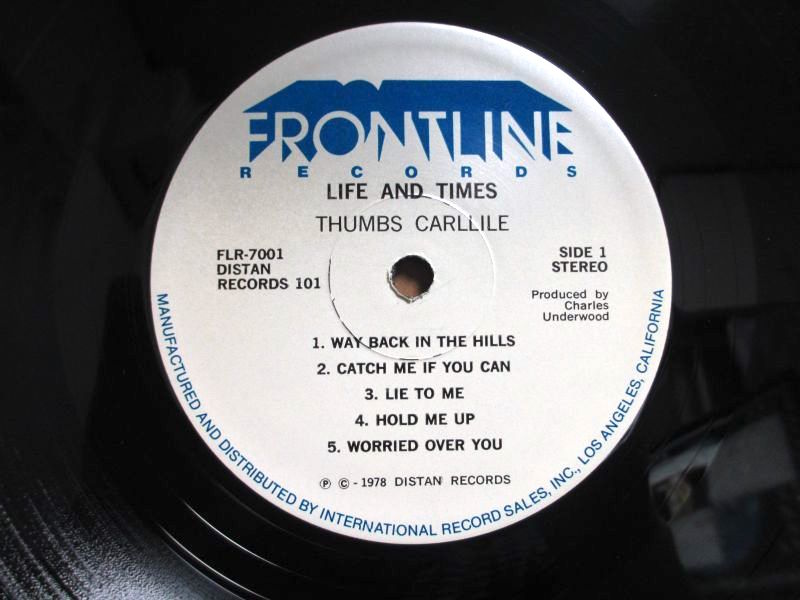 FRONTLINE
RECORDS
LIFE AND TIMES
THUMBS CARLLILE
FLR-7001
DISTAN
RECORDS 101
SIDE 1
STEREO
Produced by
Charles
Underwood
1. WAY BACK IN THE HILLS
2. CATCH ME IF YOU CAN
3. LIE TO ME
4. HOLD ME UP
5. WORRIED OVER YOU
℗ © - 1978 DISTAN RECORDS
MANUFACTURED AND DISTRIBUTED BY INTERNATIONAL RECORD SALES, INC., LOS ANGELES, CALIFORNIA